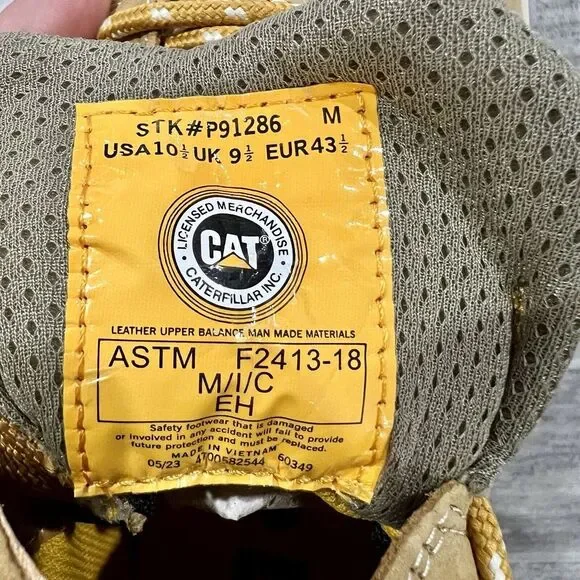 STK#P91286 M
USA10½ UK 9½ EUR43½
LICENSED MERCHANDISE
CAT®
CATERPILLAR INC.
LEATHER UPPER BALANCE MAN MADE MATERIALS
ASTM F2413-18
M/I/C
EH
Safety footwear that is damaged
or involved in any accident will fail to provide
future protection and must be replaced.
MADE IN VIETNAM
05/23 4T00582544 60349